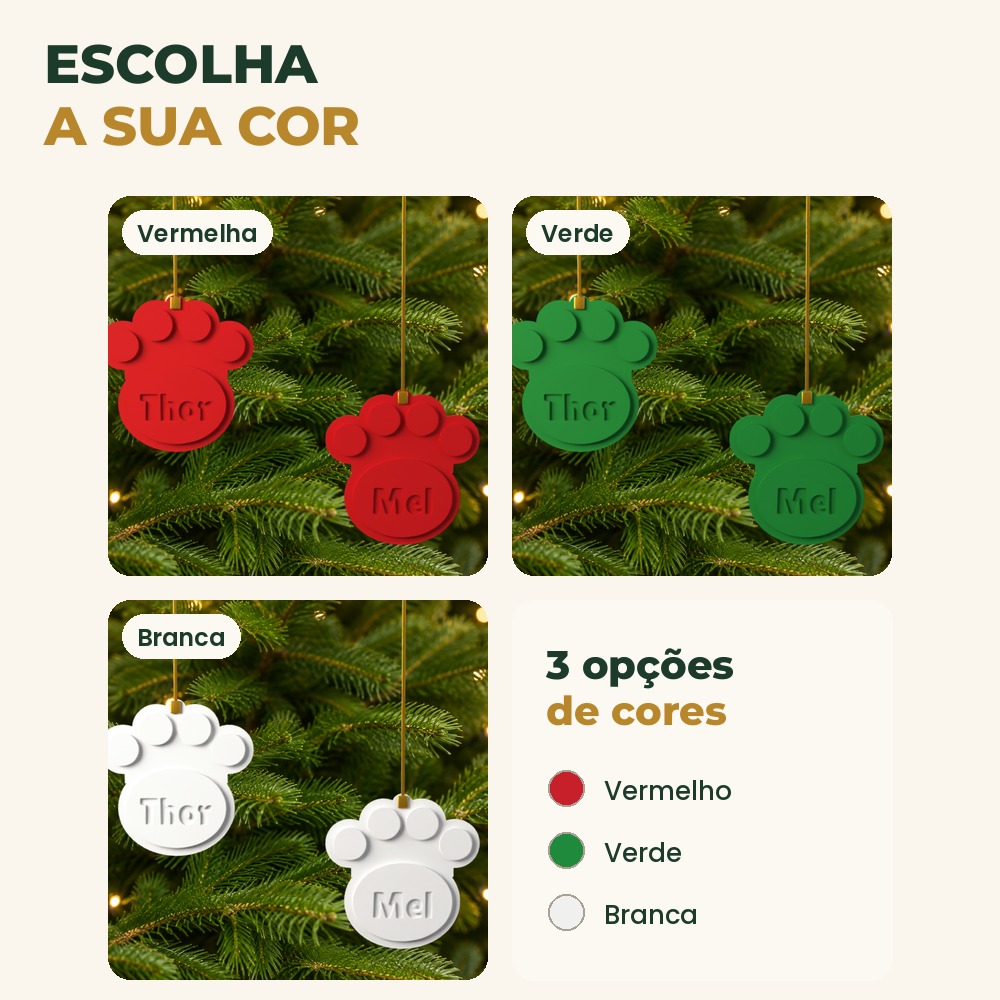 ESCOLHA
A SUA COR
Vermelha
Verde
Thor
Mel
Thor
Mel
Branca
Thor
Mel
3 opções
de cores
Vermelho
Verde
Branca